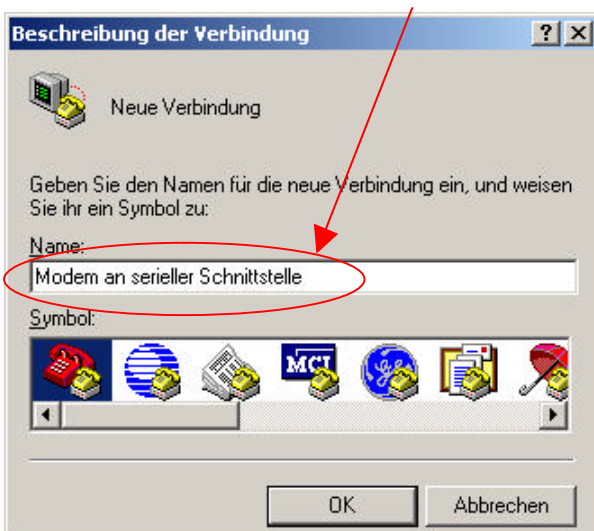 Beschreibung der Verbindung
Neue Verbindung
Geben Sie den Namen für die neue Verbindung ein, und weisen
Sie ihr ein Symbol zu:
Name:
Modem an serieller Schnittstelle
Symbol:
MCI
OK Abbrechen